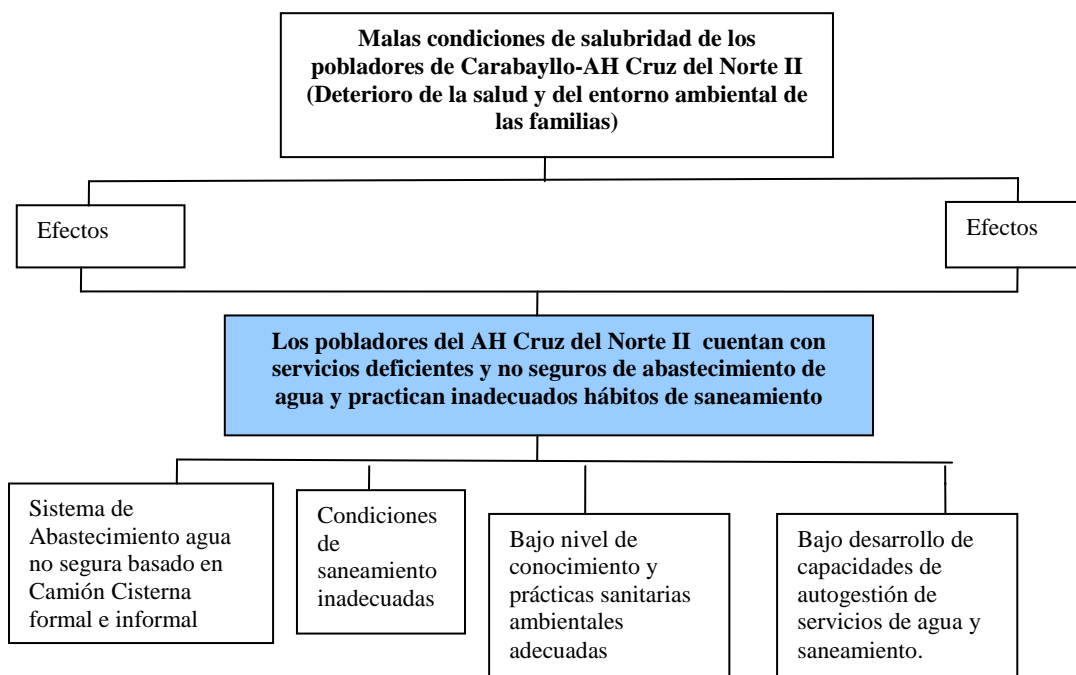 Malas condiciones de salubridad de los
pobladores de Carabayllo-AH Cruz del Norte II
(Deterioro de la salud y del entorno ambiental de
las familias)
Efectos
Efectos
Los pobladores del AH Cruz del Norte II  cuentan con
servicios deficientes y no seguros de abastecimiento de
agua y practican inadecuados hábitos de saneamiento
Sistema de
Abastecimiento agua
no segura basado en
Camión Cisterna
formal e informal
Condiciones
de
saneamiento
inadecuadas
Bajo nivel de
conocimiento y
prácticas sanitarias
ambientales
adecuadas
Bajo desarrollo de
capacidades de
autogestión de
servicios de agua y
saneamiento.